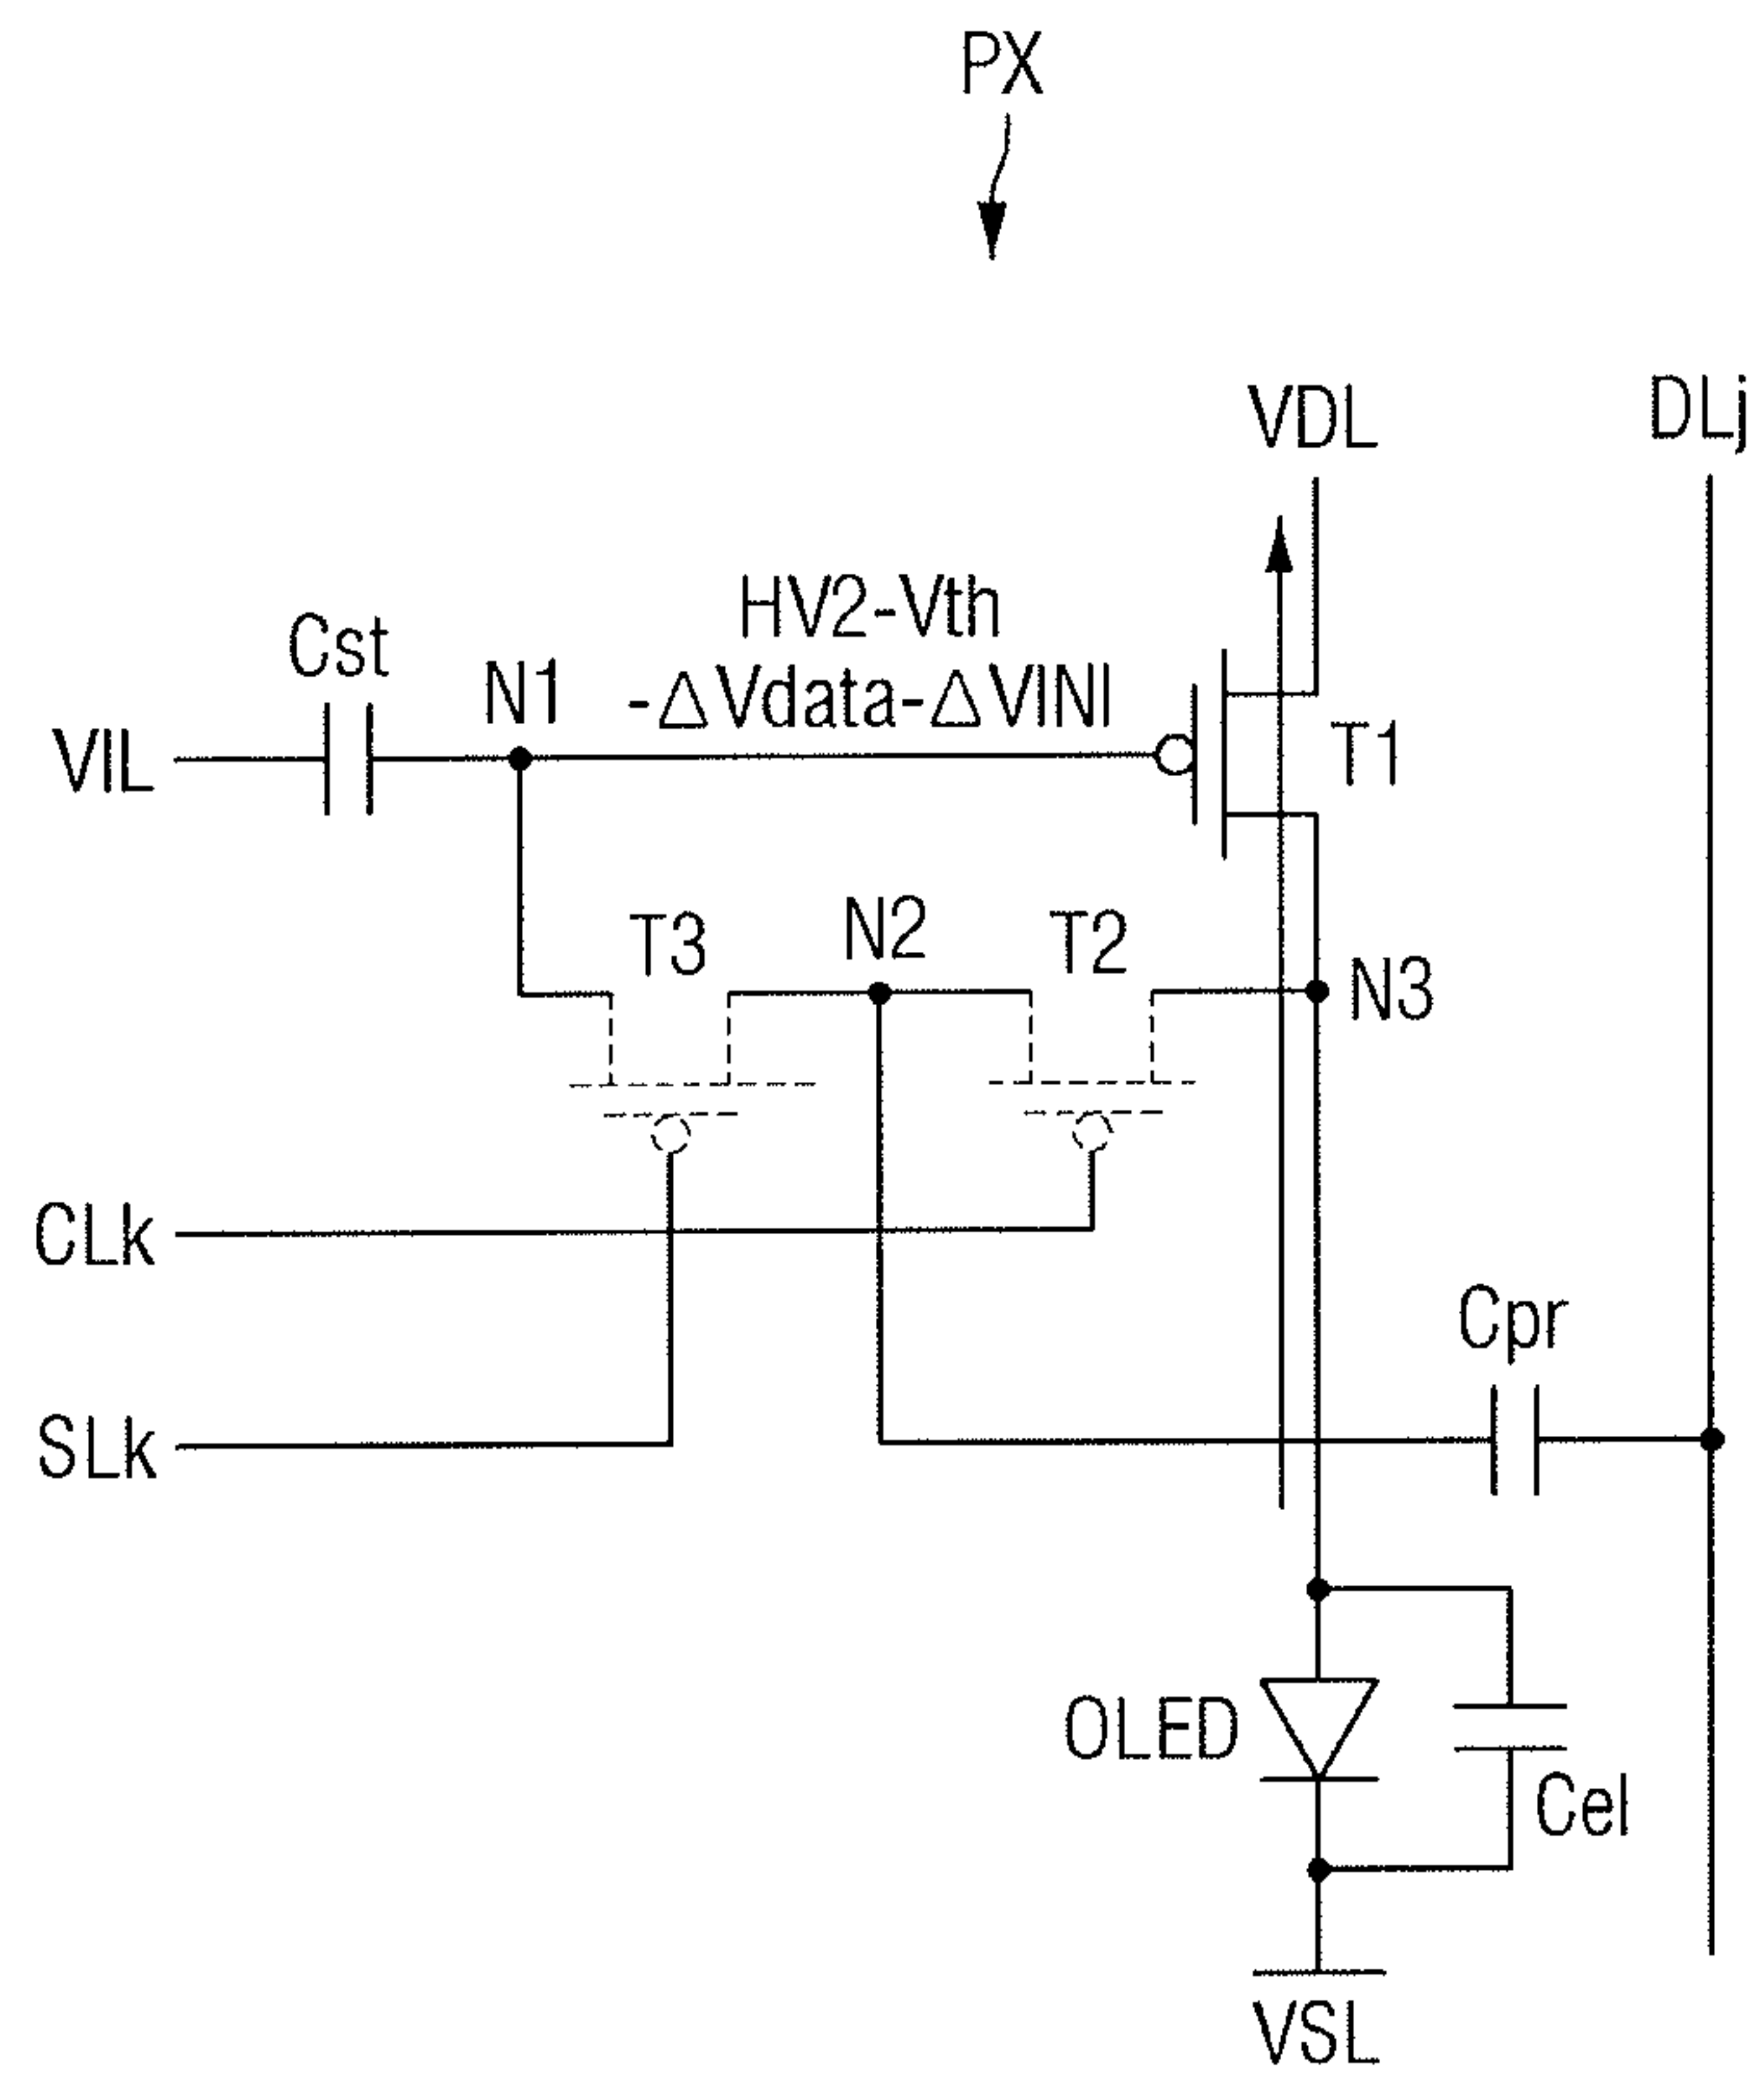 PX
VDL
DLj
HV2-Vth
-ΔVdata-ΔVINI
Cst
N1
VIL
T1
T3
N2
T2
N3
CLk
Cpr
SLk
OLED
Cel
VSL